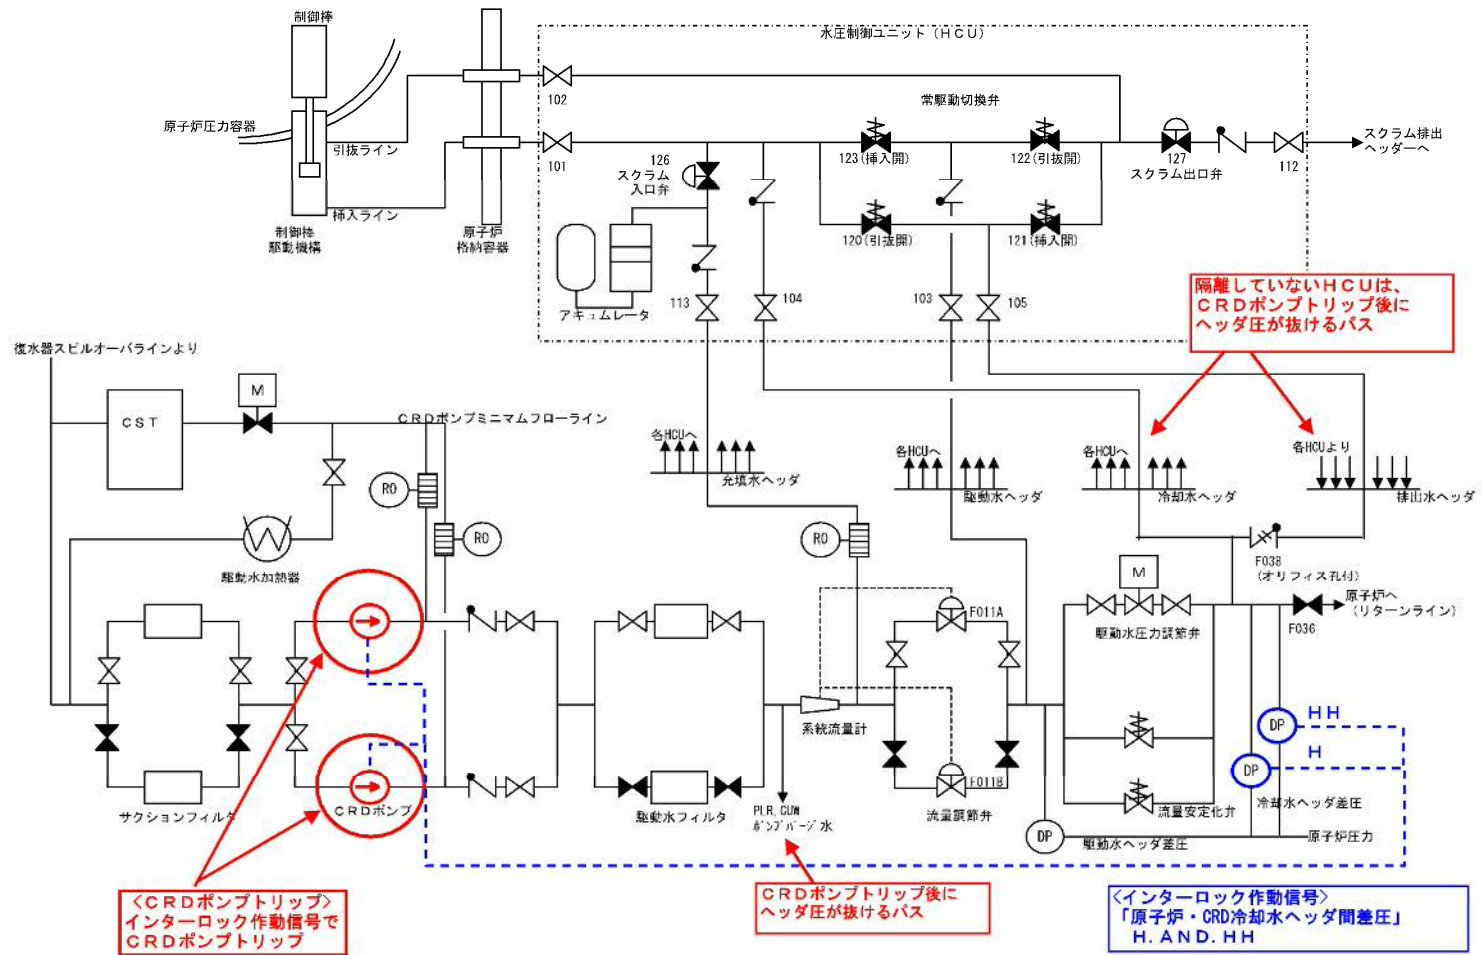 制御棒
水圧制御ユニット（ＨＣＵ）
102
常駆動切換弁
原子炉圧力容器
引抜ライン
101
126
スクラム
入口弁
123(挿入開)
122(引抜開)
127
スクラム出口弁
112
スクラム排出
ヘッダーへ
挿入ライン
制御棒
駆動機構
原子炉
格納容器
120(引抜開)
121(挿入開)
アキュムレータ
113
104
103
105
隔離していないＨＣＵは、
ＣＲＤポンプトリップ後に
ヘッダ圧が抜けるパス
復水器スピルオーバラインより
M
ＣＳＴ
ＣＲＤポンプミニマムフローライン
各HCUへ
各HCUへ
各HCUへ
各HCUより
充填水ヘッダ
駆動水ヘッダ
冷却水ヘッダ
排出水ヘッダ
RO
RO
RO
駆動水加熱器
M
F038
（オリフィス孔付）
原子炉へ
（リターンライン）
F011A
駆動水圧力調節弁
F036
系統流量計
DP
ＨＨ
DP
Ｈ
F011B
サクションフィルタ
ＣＲＤポンプ
駆動水フィルタ
PLR,CUW
ポンプパージ水
流量調節弁
流量安定化弁
冷却水ヘッダ差圧
DP
駆動水ヘッダ差圧
原子炉圧力
〈ＣＲＤポンプトリップ〉
インターロック作動信号で
ＣＲＤポンプトリップ
ＣＲＤポンプトリップ後に
ヘッダ圧が抜けるパス
〈インターロック作動信号〉
「原子炉・CRD冷却水ヘッダ間差圧」
Ｈ．ＡＮＤ．ＨＨ